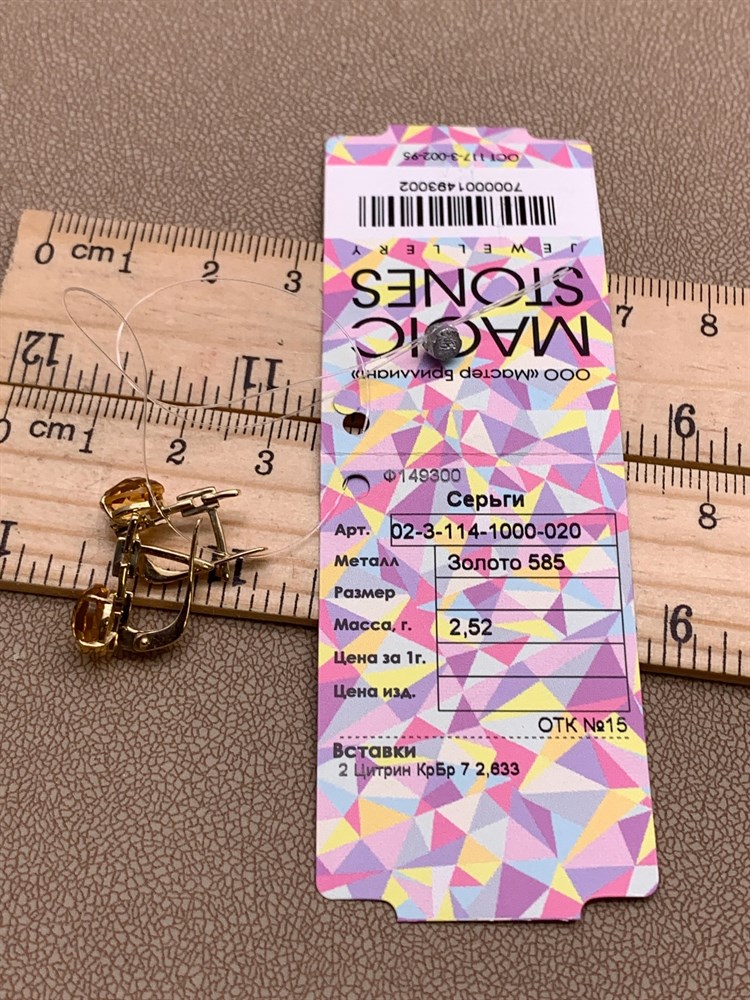 ОСТ 117-3-002-95
7000001493002
JEWELLERY
MAGIC
STONES
ООО «Мастер Бриллиант»
Ф149300
Серьги
Арт. 02-3-114-1000-020
Металл Золото 585
Размер
Масса, г. 2,52
Цена за 1г.
Цена изд.
ОТК №15
Вставки
2 Цитрин КрБр 7 2,633
0 cm 1 2 3 7 8
12 11 6
0 cm 1 2 3 8
6